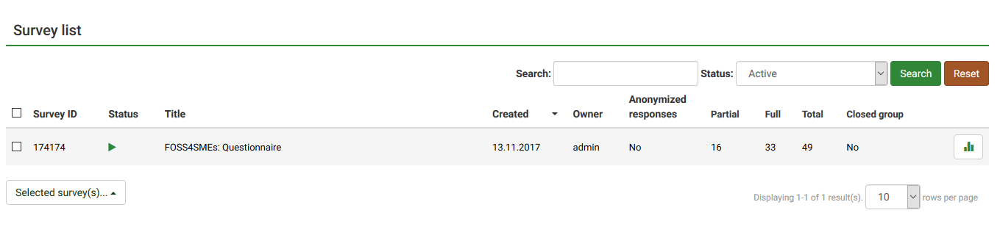 Survey list
Search: Status: Active Search Reset
Survey ID Status Title Created Owner Anonymized responses Partial Full Total Closed group
174174 FOSS4SMEs: Questionnaire 13.11.2017 admin No 16 33 49 No
Selected survey(s)...
Displaying 1-1 of 1 result(s). 10 rows per page